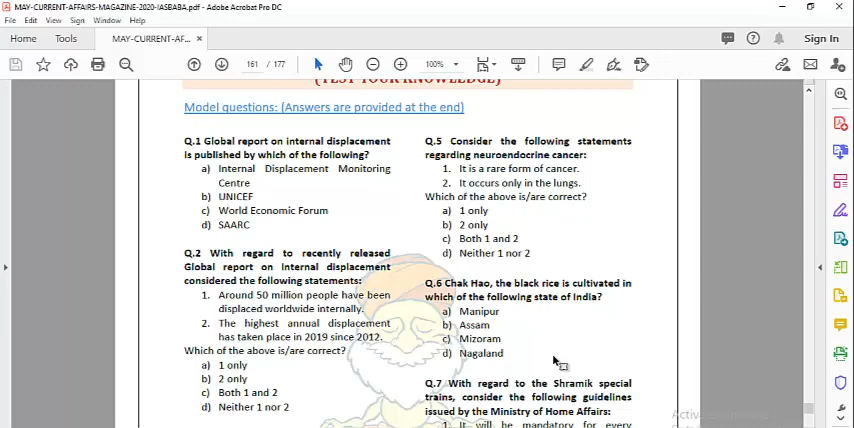 MAY-CURRENT-AFFAIRS-MAGAZINE-2020-IASBABA.pdf - Adobe Acrobat Pro DC
File Edit View Sign Window Help
Home Tools MAY-CURRENT-AF... × Sign In
161 / 177 100%
(TEST YOUR KNOWLEDGE)
Model questions: (Answers are provided at the end)
Q.1 Global report on internal displacement
is published by which of the following?
a) Internal Displacement Monitoring
Centre
b) UNICEF
c) World Economic Forum
d) SAARC
Q.2 With regard to recently released
Global report on Internal displacement
considered the following statements:
1. Around 50 million people have been
displaced worldwide internally.
2. The highest annual displacement
has taken place in 2019 since 2012.
Which of the above is/are correct?
a) 1 only
b) 2 only
c) Both 1 and 2
d) Neither 1 nor 2
Q.5 Consider the following statements
regarding neuroendocrine cancer:
1. It is a rare form of cancer.
2. It occurs only in the lungs.
Which of the above is/are correct?
a) 1 only
b) 2 only
c) Both 1 and 2
d) Neither 1 nor 2
Q.6 Chak Hao, the black rice is cultivated in
which of the following state of India?
a) Manipur
b) Assam
c) Mizoram
d) Nagaland
Q.7 With regard to the Shramik special
trains, consider the following guidelines
issued by the Ministry of Home Affairs:
1. It will be mandatory for every